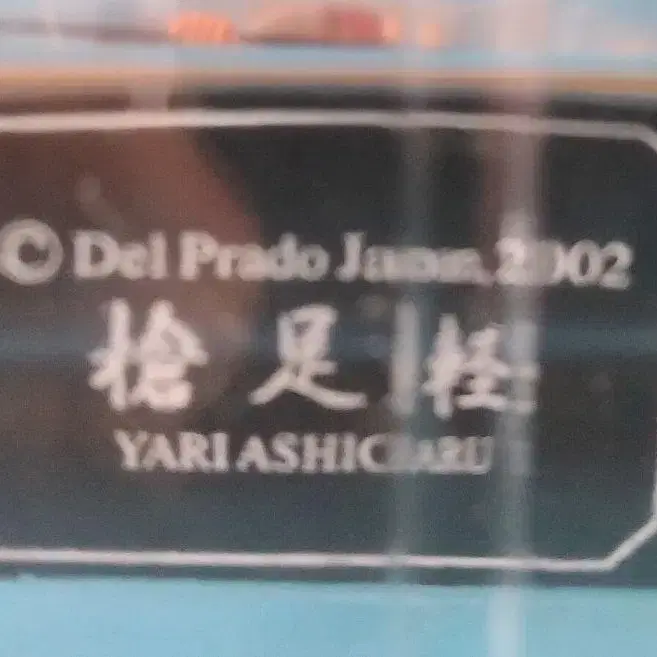 © Del Prado Japan, 2002
槍足軽
YARI ASHIGARU